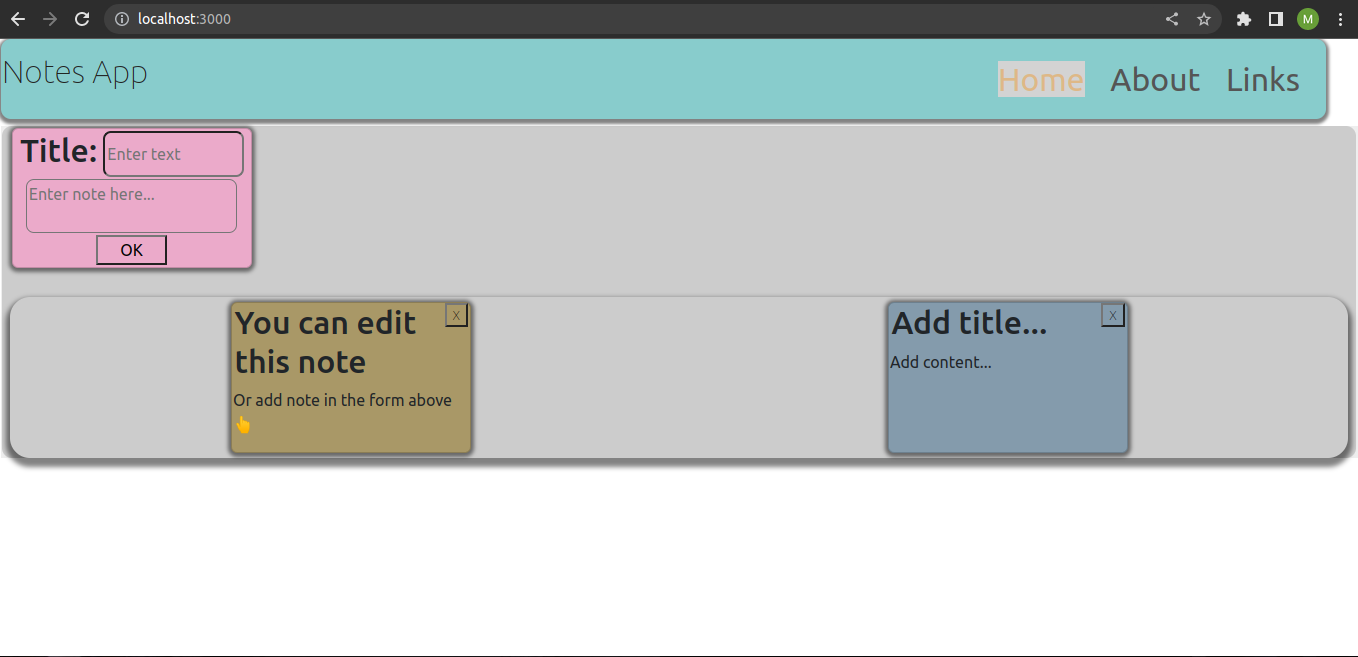 localhost:3000
M
Notes App
Home About Links
Title: Enter text
Enter note here...
OK
You can edit X
this note
Or add note in the form above
👆
Add title... X
Add content...